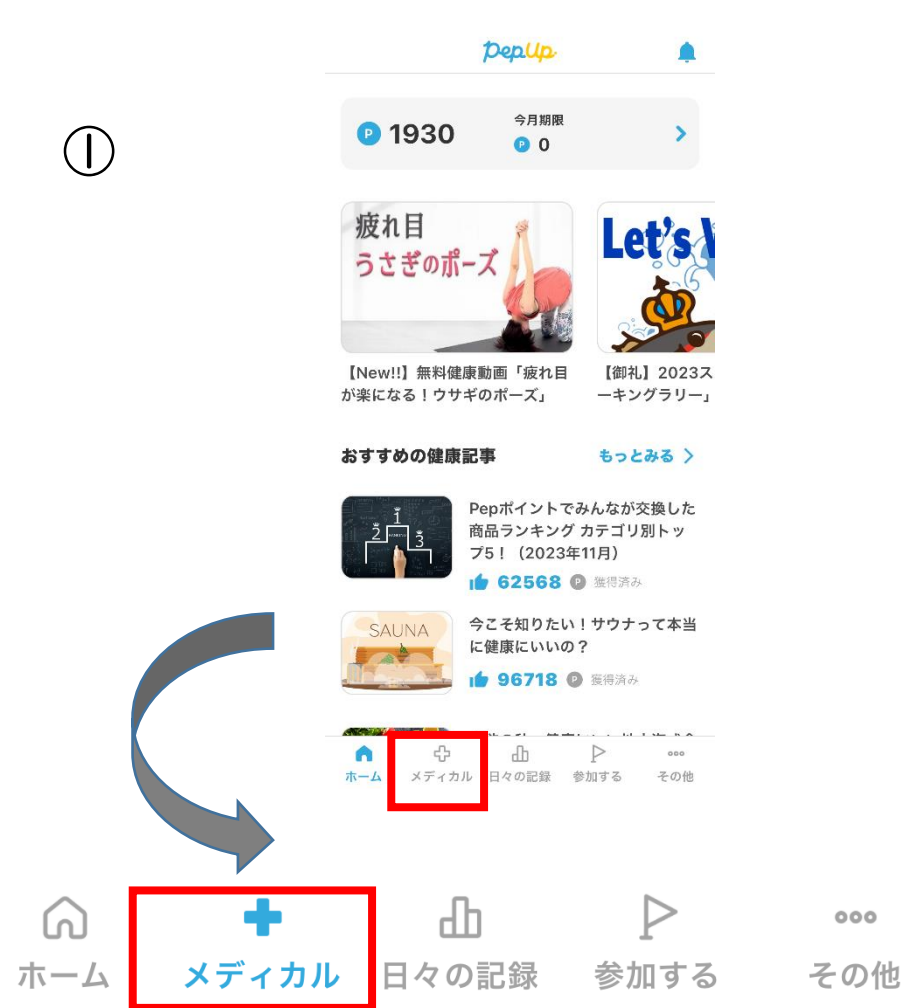 PepUp
①
P 1930
今月期限
P 0
疲れ目
うさぎのポーズ
Let's
【New!!】無料健康動画「疲れ目
が楽になる!ウサギのポーズ」
【御礼】2023ス
ーキングラリー」
おすすめの健康記事
もっとみる
1
2
3
Pepポイントでみんなが交換した
商品ランキング カテゴリ別トッ
プ5!(2023年11月)
62568 P 獲得済み
SAUNA
今こそ知りたい!サウナって本当
に健康にいいの?
96718 P 獲得済み
ホーム
メディカル
日々の記録
参加する
その他
ホーム
メディカル
日々の記録
参加する
その他